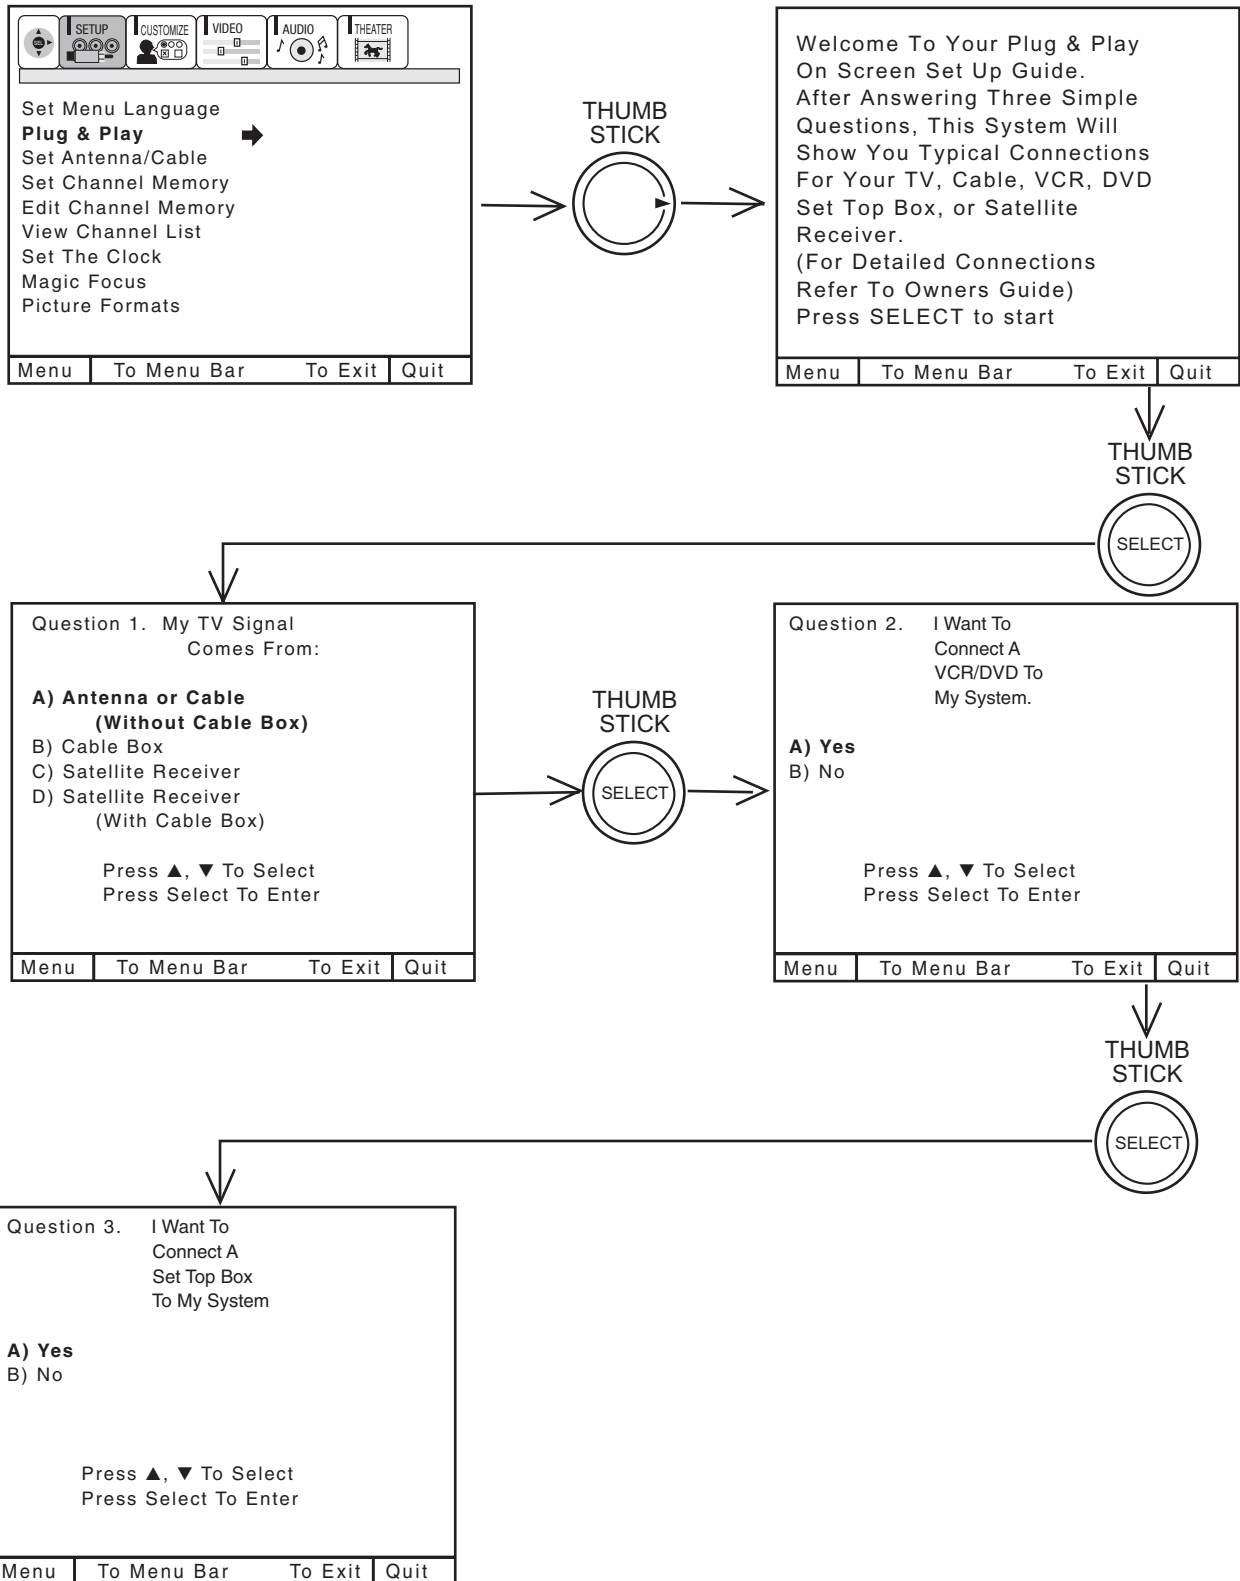 SETUP CUSTOMIZE VIDEO AUDIO THEATER
SEL
Set Menu Language
Plug & Play
Set Antenna/Cable
Set Channel Memory
Edit Channel Memory
View Channel List
Set The Clock
Magic Focus
Picture Formats
Menu To Menu Bar To Exit Quit
THUMB
STICK
Welcome To Your Plug & Play
On Screen Set Up Guide.
After Answering Three Simple
Questions, This System Will
Show You Typical Connections
For Your TV, Cable, VCR, DVD
Set Top Box, or Satellite
Receiver.
(For Detailed Connections
Refer To Owners Guide)
Press SELECT to start
Menu To Menu Bar To Exit Quit
THUMB
STICK
SELECT
Question 1. My TV Signal
Comes From:
A) Antenna or Cable
(Without Cable Box)
B) Cable Box
C) Satellite Receiver
D) Satellite Receiver
(With Cable Box)
Press ▲, ▼ To Select
Press Select To Enter
Menu To Menu Bar To Exit Quit
THUMB
STICK
SELECT
Question 2. I Want To
Connect A
VCR/DVD To
My System.
A) Yes
B) No
Press ▲, ▼ To Select
Press Select To Enter
Menu To Menu Bar To Exit Quit
THUMB
STICK
SELECT
Question 3. I Want To
Connect A
Set Top Box
To My System
A) Yes
B) No
Press ▲, ▼ To Select
Press Select To Enter
Menu To Menu Bar To Exit Quit